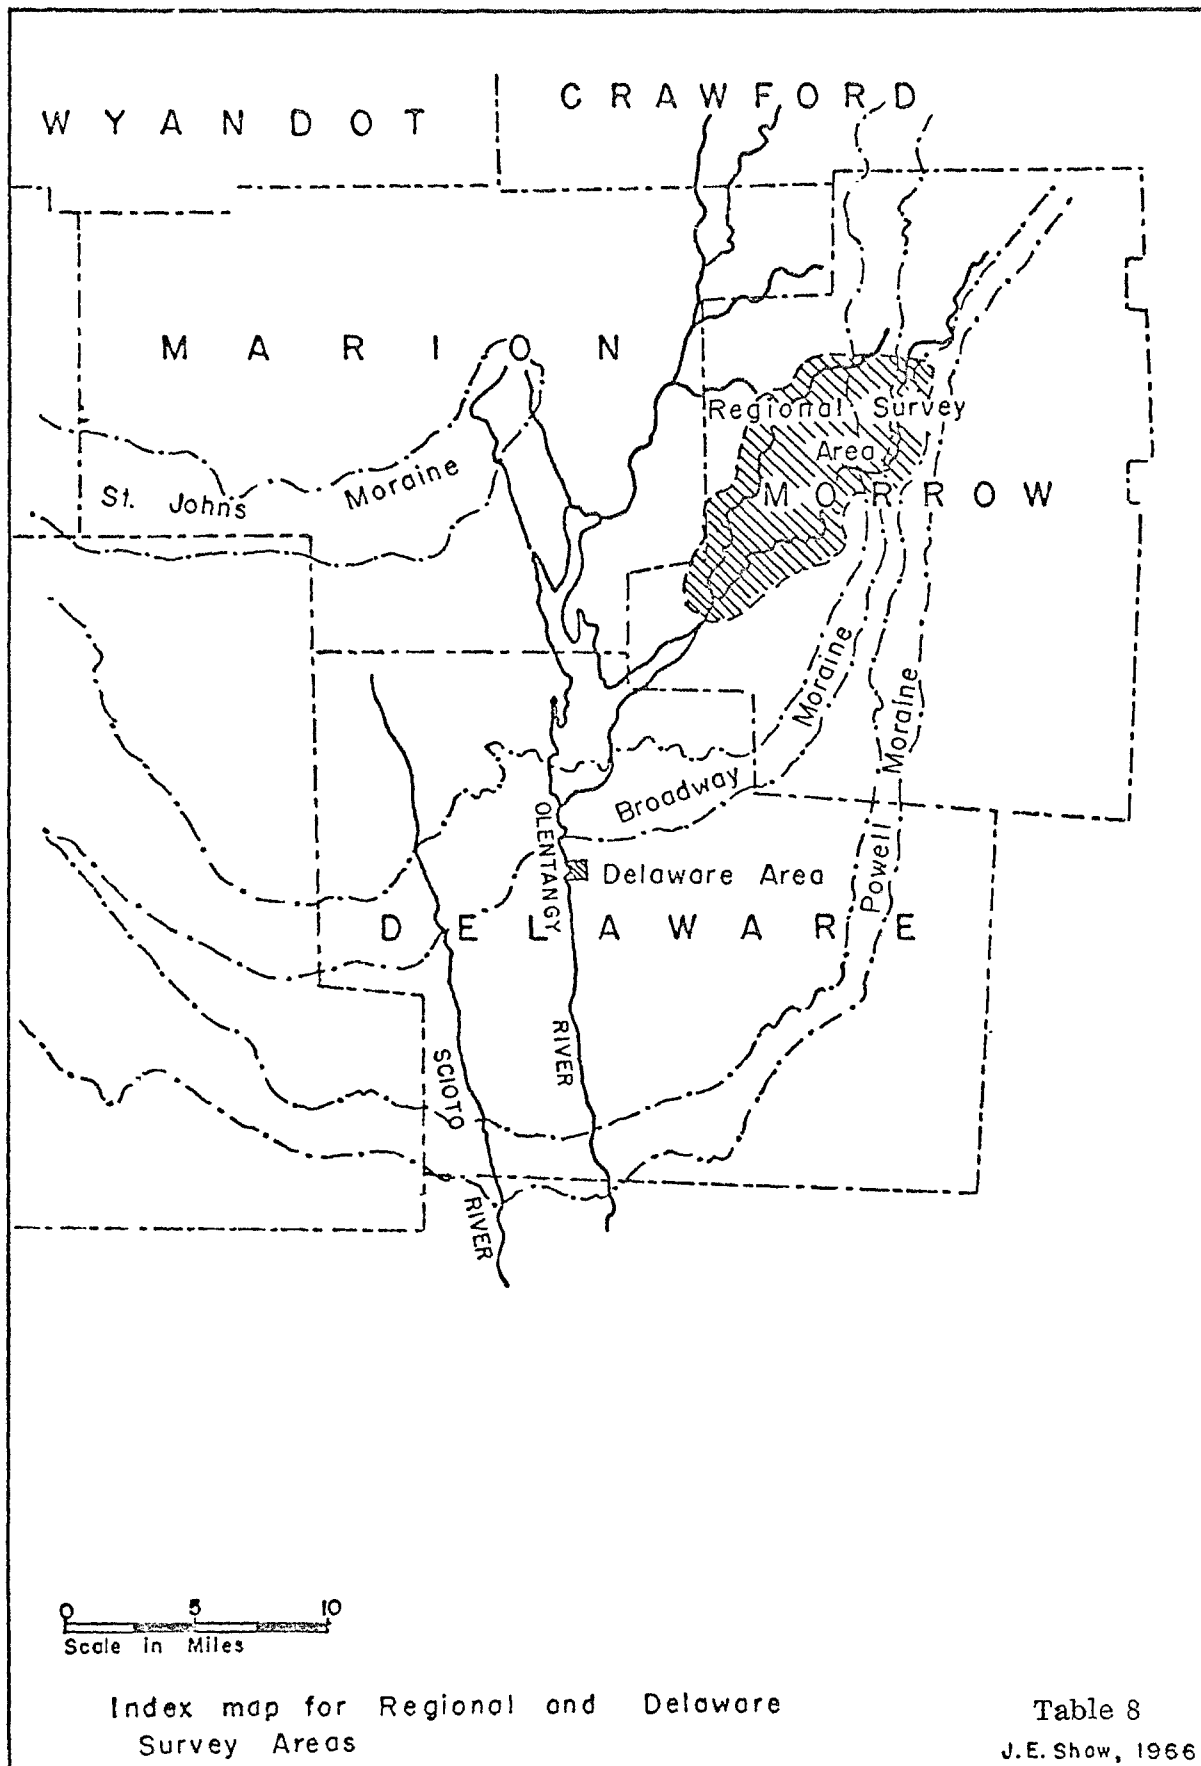 CRAWFORD
WYANDOT
MARION
Regional Survey
Area
MORROW
St. Johns Moraine
Moraine
Moraine
Broadway
Powell
OLENTANGY
Delaware Area
DELAWARE
RIVER
SCIOTO
RIVER
0 5 10
Scale in Miles
Index map for Regional and Delaware
Survey Areas
Table 8
J.E. Shaw, 1966